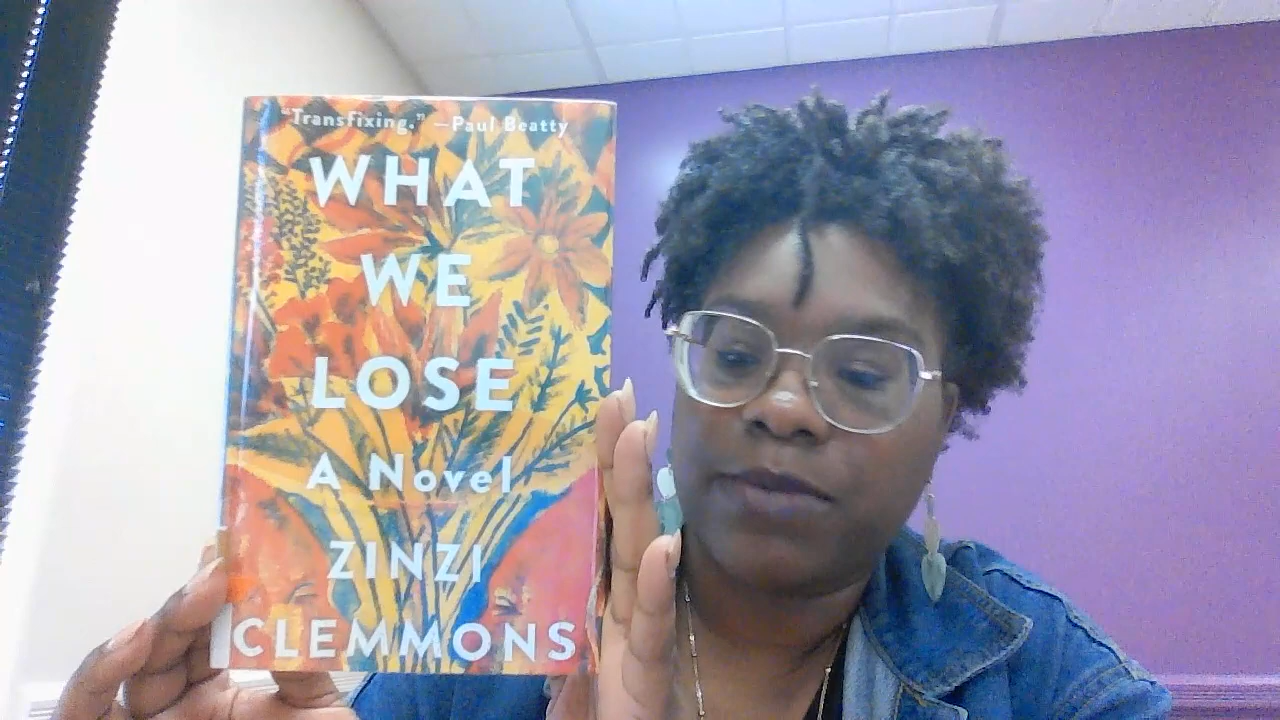 "Transfixing." —Paul Beatty
WHAT
WE
LOSE
A Novel
ZINZI
CLEMMONS